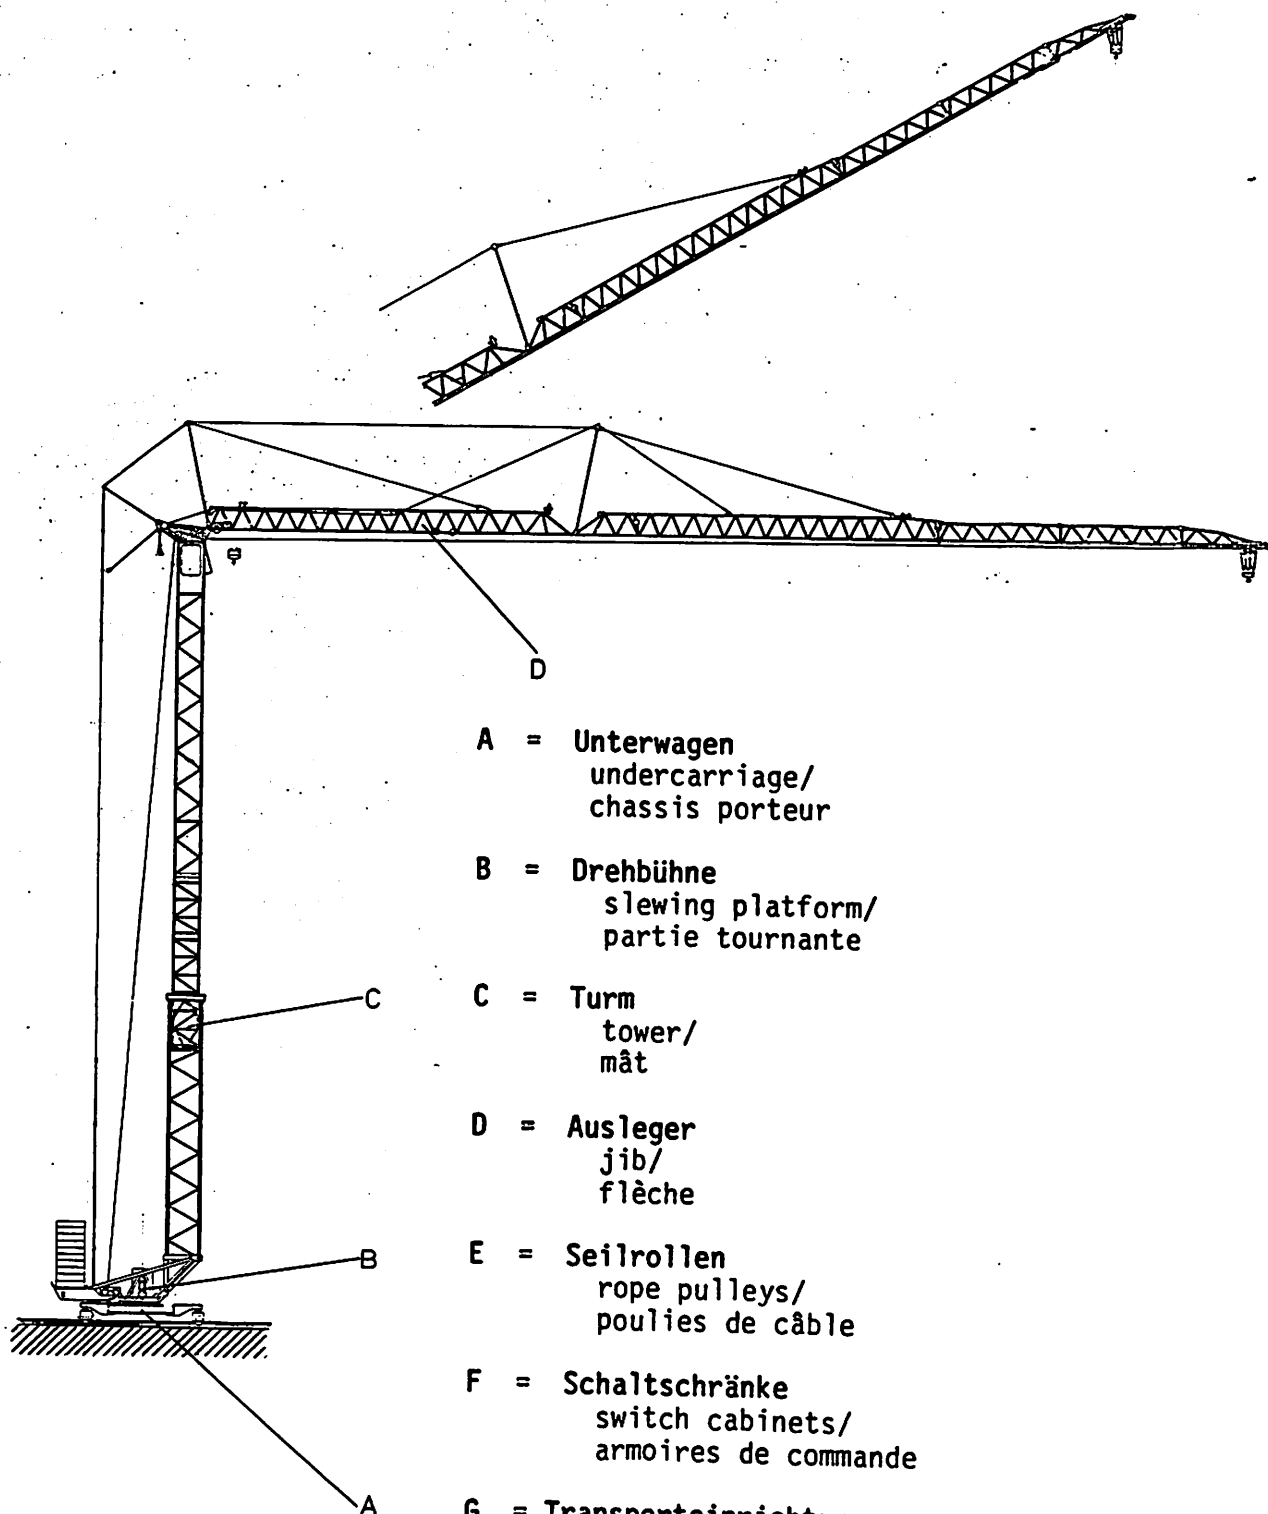 D
A = Unterwagen
undercarriage/
chassis porteur
B = Drehbühne
slewing platform/
partie tournante
C
C = Turm
tower/
mât
D = Ausleger
jib/
flèche
B
E = Seilrollen
rope pulleys/
poulies de câble
F = Schaltschränke
switch cabinets/
armoires de commande
A
G =